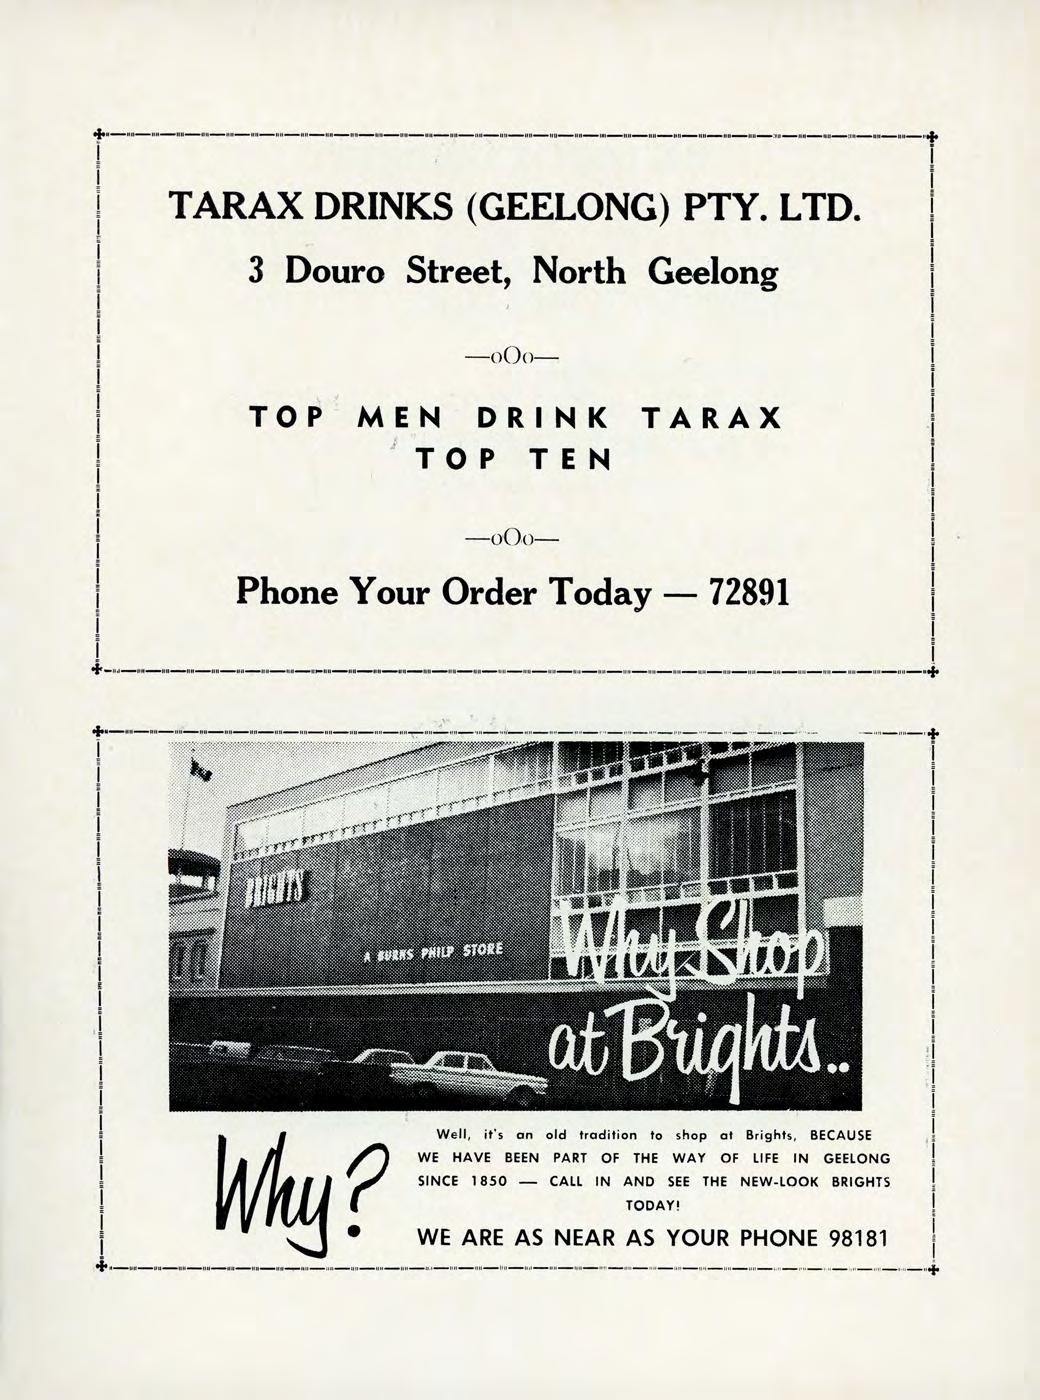 TARAX DRINKS (GEELONG) PTY. LTD.
3 Douro Street, North Geelong
—oOo—
TOP MEN DRINK TARAX
TOP TEN
—oOo—
Phone Your Order Today — 72891
BRIGHTS
A BURNS PHILP STORE
Why Shop
at Brights..
Why?
Well, it's an old tradition to shop at Brights, BECAUSE
WE HAVE BEEN PART OF THE WAY OF LIFE IN GEELONG
SINCE 1850 — CALL IN AND SEE THE NEW-LOOK BRIGHTS
TODAY!
WE ARE AS NEAR AS YOUR PHONE 98181